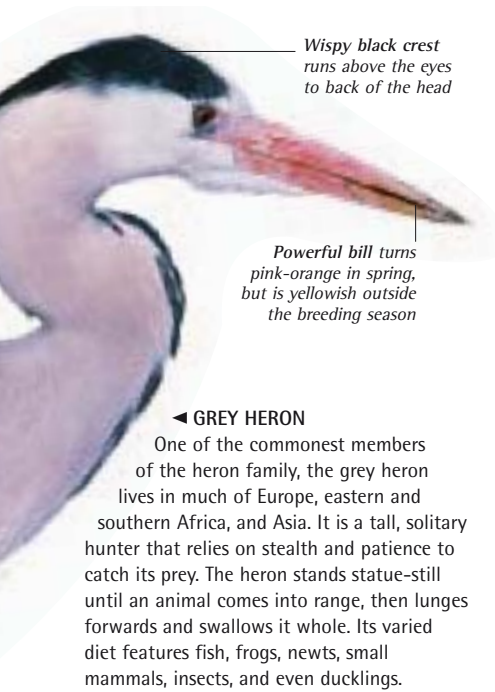 Wispy black crest
runs above the eyes
to back of the head
Powerful bill turns
pink-orange in spring,
but is yellowish outside
the breeding season
◄ GREY HERON
One of the commonest members
of the heron family, the grey heron
lives in much of Europe, eastern and
southern Africa, and Asia. It is a tall, solitary
hunter that relies on stealth and patience to
catch its prey. The heron stands statue-still
until an animal comes into range, then lunges
forwards and swallows it whole. Its varied
diet features fish, frogs, newts, small
mammals, insects, and even ducklings.